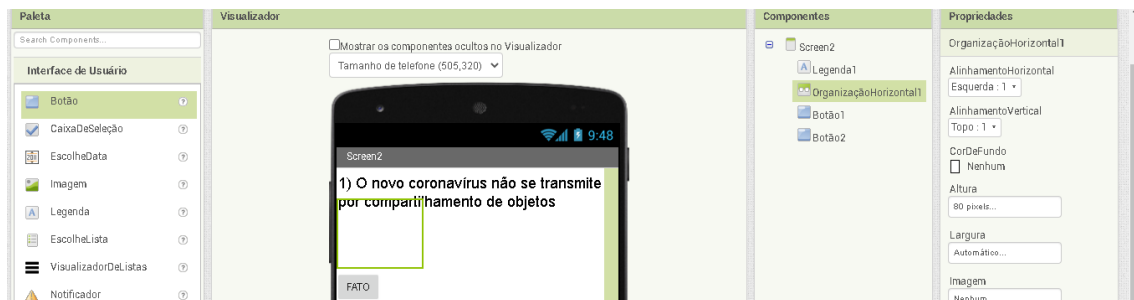 Paleta
Search Components...
Interface de Usuário
Botão
CaixaDeSeleção
EscolheData
Imagem
Legenda
EscolheLista
VisualizadorDeListas
Notificador
Visualizador
Mostrar os componentes ocultos no Visualizador
Tamanho de telefone (505,320)
9:48
Screen2
1) O novo coronavírus não se transmite
por compartilhamento de objetos
FATO
Componentes
Screen2
Legenda1
OrganizaçãoHorizontal1
Botão1
Botão2
Propriedades
OrganizaçãoHorizontal1
AlinhamentoHorizontal
Esquerda : 1
AlinhamentoVertical
Topo : 1
CorDeFundo
Nenhum
Altura
80 pixels...
Largura
Automático...
Imagem
Nenhum